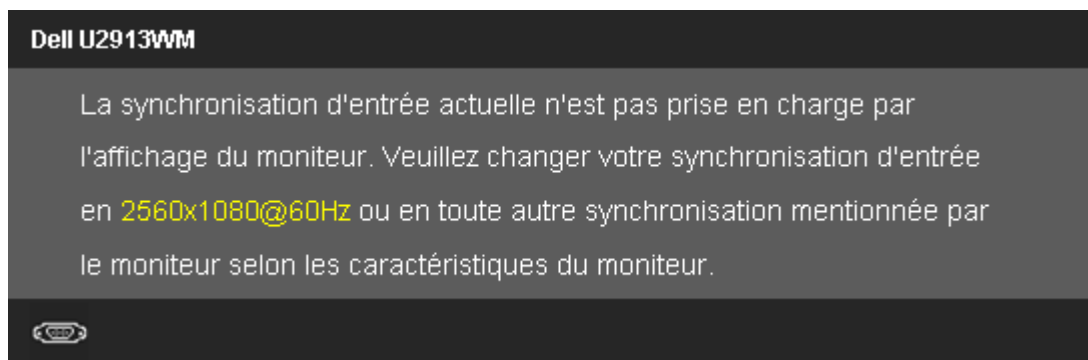 Dell U2913WM
La synchronisation d'entrée actuelle n'est pas prise en charge par
l'affichage du moniteur. Veuillez changer votre synchronisation d'entrée
en 2560x1080@60Hz ou en toute autre synchronisation mentionnée par
le moniteur selon les caractéristiques du moniteur.